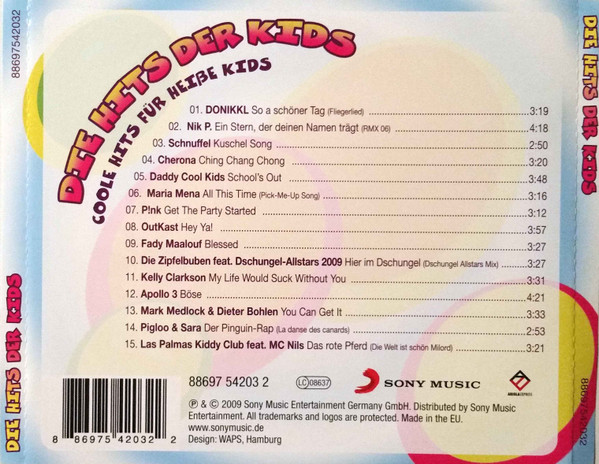 DIE HITS DER KIDS
COOLE HITS FÜR HEIẞE KIDS
01. DONIKKL So a schöner Tag (Fliegerlied) 3:19
02. Nik P. Ein Stern, der deinen Namen trägt (RMX 06) 4:18
03. Schnuffel Kuschel Song 2:50
04. Cherona Ching Chang Chong 3:20
05. Daddy Cool Kids School's Out 3:48
06. Maria Mena All This Time (Pick-Me-Up Song) 3:16
07. P!nk Get The Party Started 3:12
08. OutKast Hey Ya! 3:57
09. Fady Maalouf Blessed 3:27
10. Die Zipfelbuben feat. Dschungel-Allstars 2009 Hier im Dschungel (Dschungel Allstars Mix) 3:27
11. Kelly Clarkson My Life Would Suck Without You 3:31
12. Apollo 3 Böse 4:21
13. Mark Medlock & Dieter Bohlen You Can Get It 3:33
14. Pigloo & Sara Der Pinguin-Rap (La danse des canards) 2:53
15. Las Palmas Kiddy Club feat. MC Nils Das rote Pferd (Die Welt ist schön Milord) 3:21
88697 54203 2
LC 08637
SONY MUSIC
℗ & © 2009 Sony Music Entertainment Germany GmbH. Distributed by Sony Music
Entertainment. All trademarks and logos are protected. Made in the EU.
www.sonymusic.de
Design: WAPS, Hamburg
8 86975 42032 2
88697542032
DIE HITS DER KIDS
DIE HITS DER KIDS
88697542032